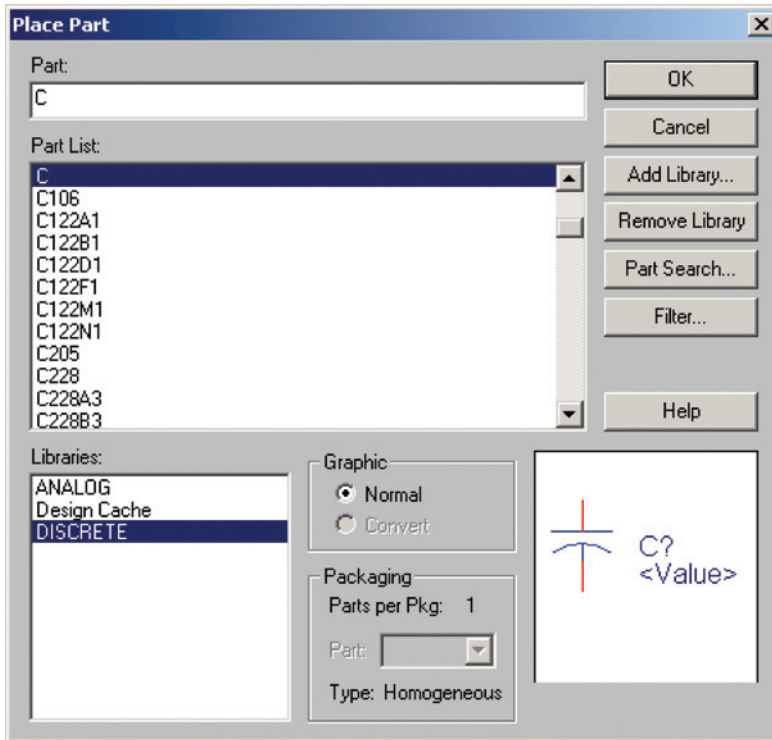 Place Part
Part:
C
OK
Cancel
Part List:
C
C106
C122A1
C122B1
C122D1
C122F1
C122M1
C122N1
C205
C228
C228A3
C228B3
Add Library...
Remove Library
Part Search...
Filter...
Help
Libraries:
ANALOG
Design Cache
DISCRETE
Graphic
Normal
Convert
Packaging
Parts per Pkg: 1
Part:
Type: Homogeneous
C?
<Value>